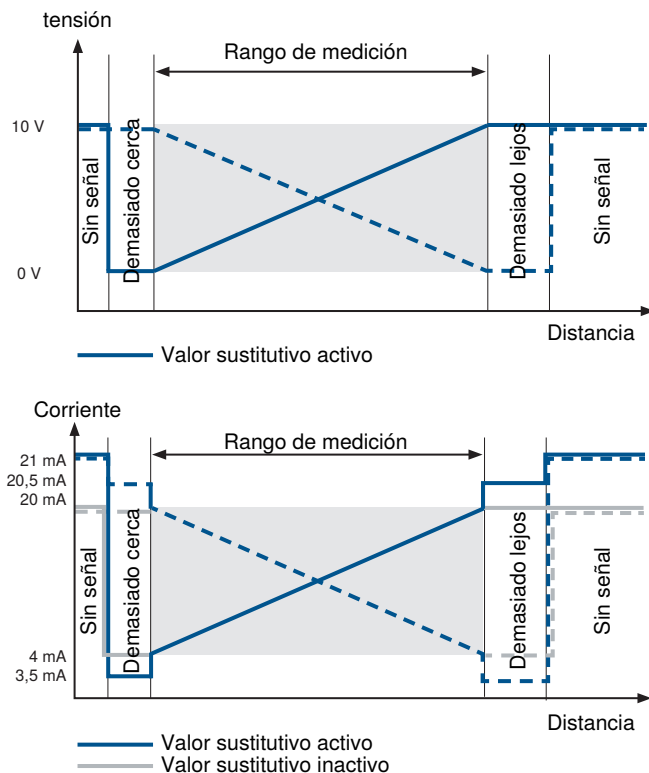 tensión
Rango de medición
10 V
Sin señal
Demasiado cerca
Demasiado lejos
Sin señal
0 V
Distancia
Valor sustitutivo activo
Corriente
Rango de medición
21 mA
20,5 mA
20 mA
Sin señal
Demasiado cerca
Demasiado lejos
Sin señal
4 mA
3,5 mA
Distancia
Valor sustitutivo activo
Valor sustitutivo inactivo